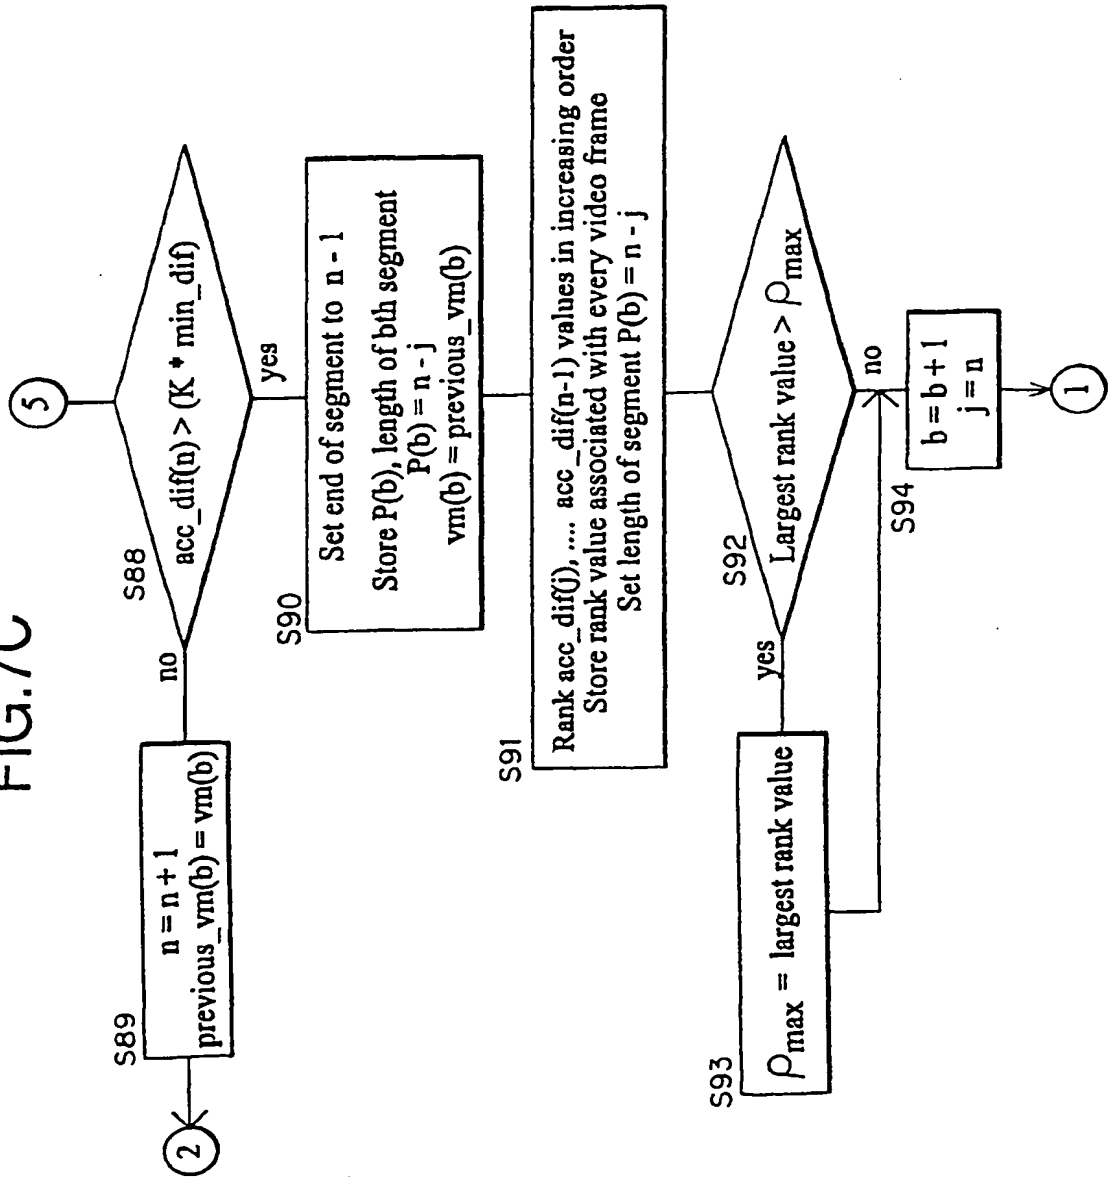 FIG.7C
5
S88
acc_dif(n) > (K * min_dif)
no
yes
S89
n = n + 1
previous_vm(b) = vm(b)
2
S90
Set end of segment to n - 1
Store P(b), length of bth segment
P(b) = n - j
vm(b) = previous_vm(b)
S91
Rank acc_dif(j), .... acc_dif(n-1) values in increasing order
Store rank value associated with every video frame
Set length of segment P(b) = n - j
S92
Largest rank value > ρmax
yes
no
S93
ρmax = largest rank value
S94
b = b + 1
j = n
1